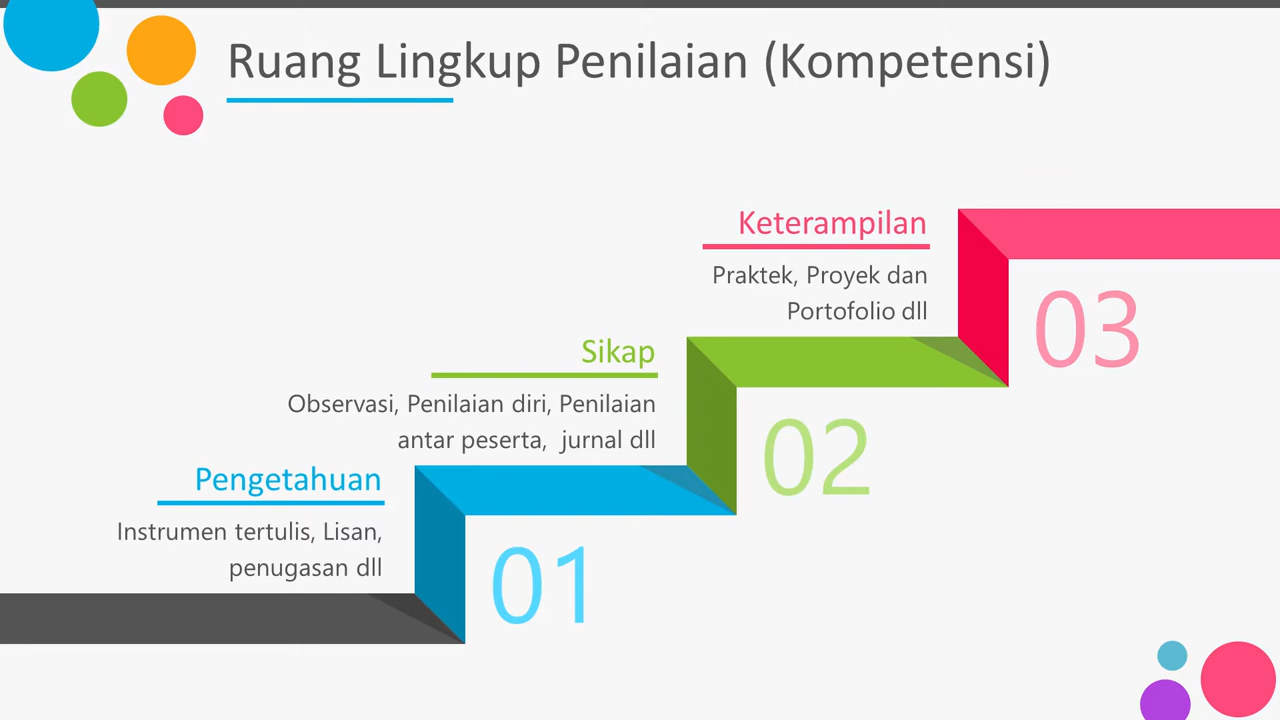 Ruang Lingkup Penilaian (Kompetensi)
Keterampilan
Praktek, Proyek dan
Portofolio dll
03
Sikap
Observasi, Penilaian diri, Penilaian
antar peserta, jurnal dll
02
Pengetahuan
Instrumen tertulis, Lisan,
penugasan dll
01